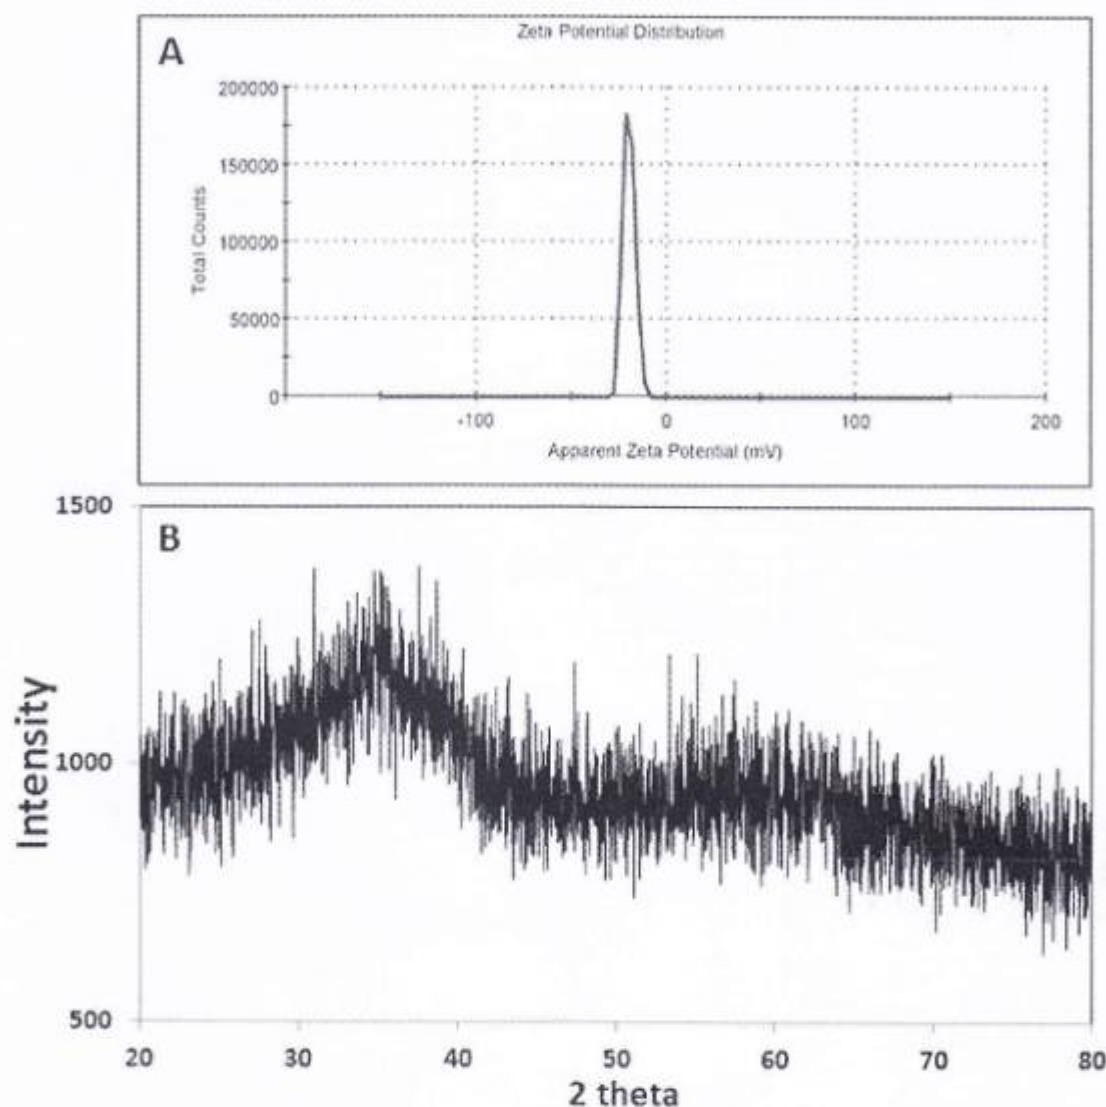 Zeta Potential Distribution
A
200000
150000
100000
50000
0
Total Counts
-100 0 100 200
Apparent Zeta Potential (mV)
B
1500
1000
500
Intensity
20 30 40 50 60 70 80
2 theta